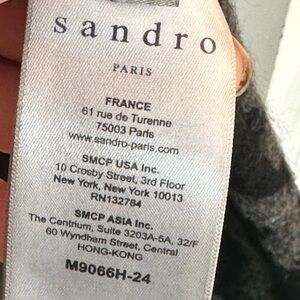 sandro
PARIS
FRANCE
61 rue de Turenne
75003 Paris
www.sandro-paris.com
SMCP USA Inc.
10 Crosby Street, 3rd Floor
New York, New York 10013
RN132784
SMCP ASIA Inc.
The Centrium, Suite 3203A-5A, 32/F
60 Wyndham Street, Central
HONG-KONG
M9066H-24